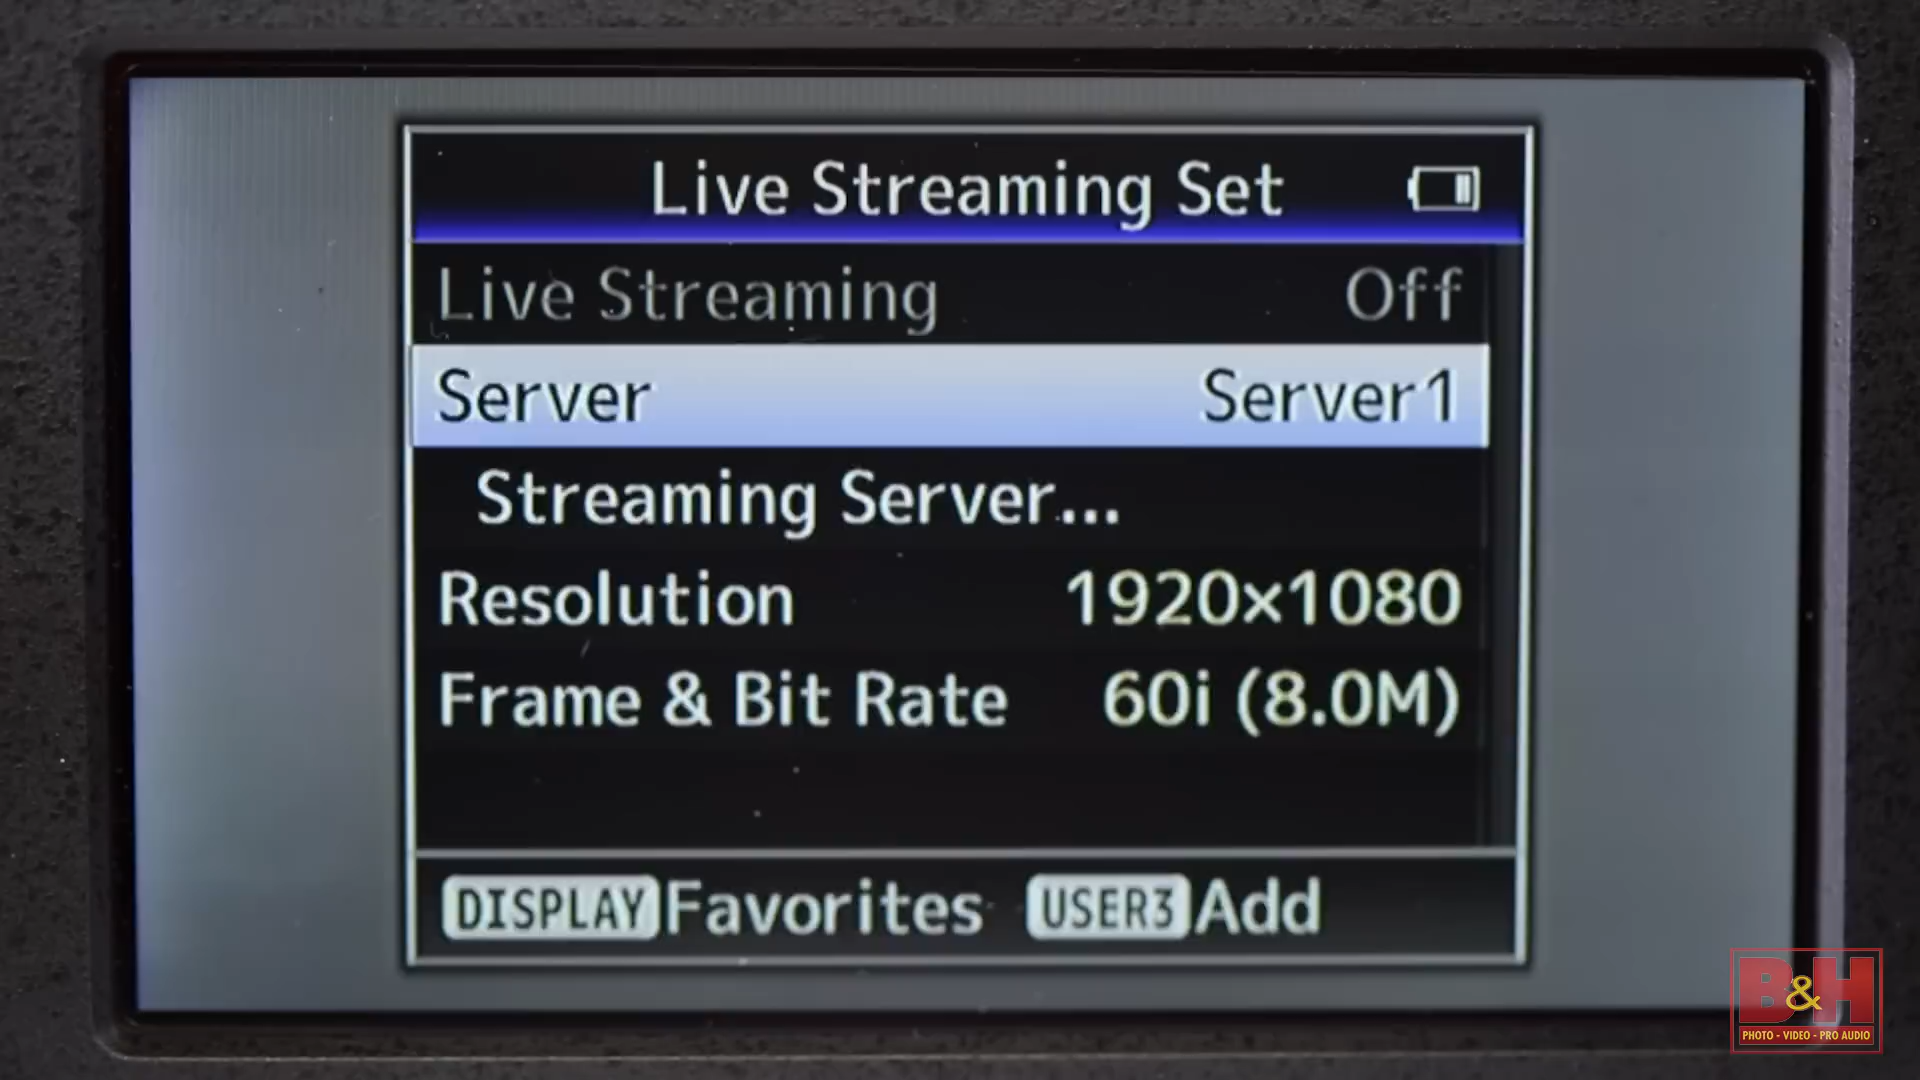 Live Streaming Set
Live Streaming Off
Server Server1
Streaming Server...
Resolution 1920×1080
Frame & Bit Rate 60i (8.0M)
DISPLAY Favorites USER3 Add
B&H
PHOTO - VIDEO - PRO AUDIO